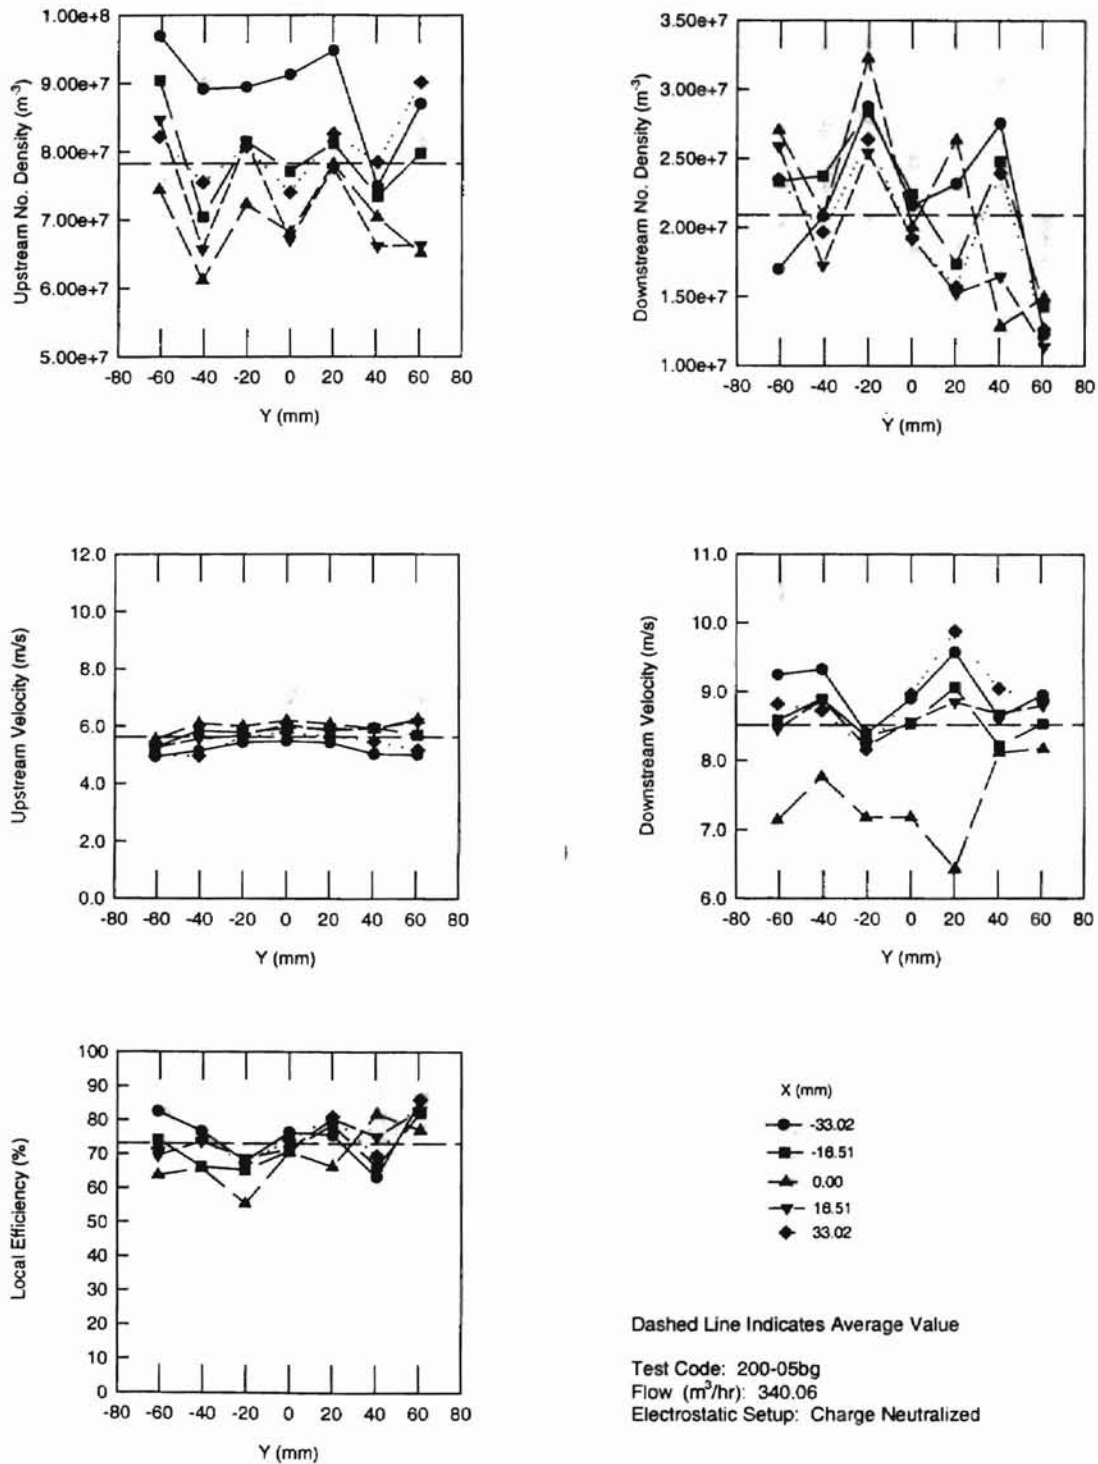 1.00e+8
9.00e+7
8.00e+7
7.00e+7
6.00e+7
5.00e+7
Upstream No. Density (m⁻³)
-80 -60 -40 -20 0 20 40 60 80
Y (mm)
3.50e+7
3.00e+7
2.50e+7
2.00e+7
1.50e+7
1.00e+7
Downstream No. Density (m⁻³)
-80 -60 -40 -20 0 20 40 60 80
Y (mm)
12.0
10.0
8.0
6.0
4.0
2.0
0.0
Upstream Velocity (m/s)
-80 -60 -40 -20 0 20 40 60 80
Y (mm)
11.0
10.0
9.0
8.0
7.0
6.0
Downstream Velocity (m/s)
-80 -60 -40 -20 0 20 40 60 80
Y (mm)
100
90
80
70
60
50
40
30
20
10
0
Local Efficiency (%)
-80 -60 -40 -20 0 20 40 60 80
Y (mm)
X (mm)
-33.02
-16.51
0.00
16.51
33.02
Dashed Line Indicates Average Value
Test Code: 200-05bg
Flow (m³/hr): 340.06
Electrostatic Setup: Charge Neutralized